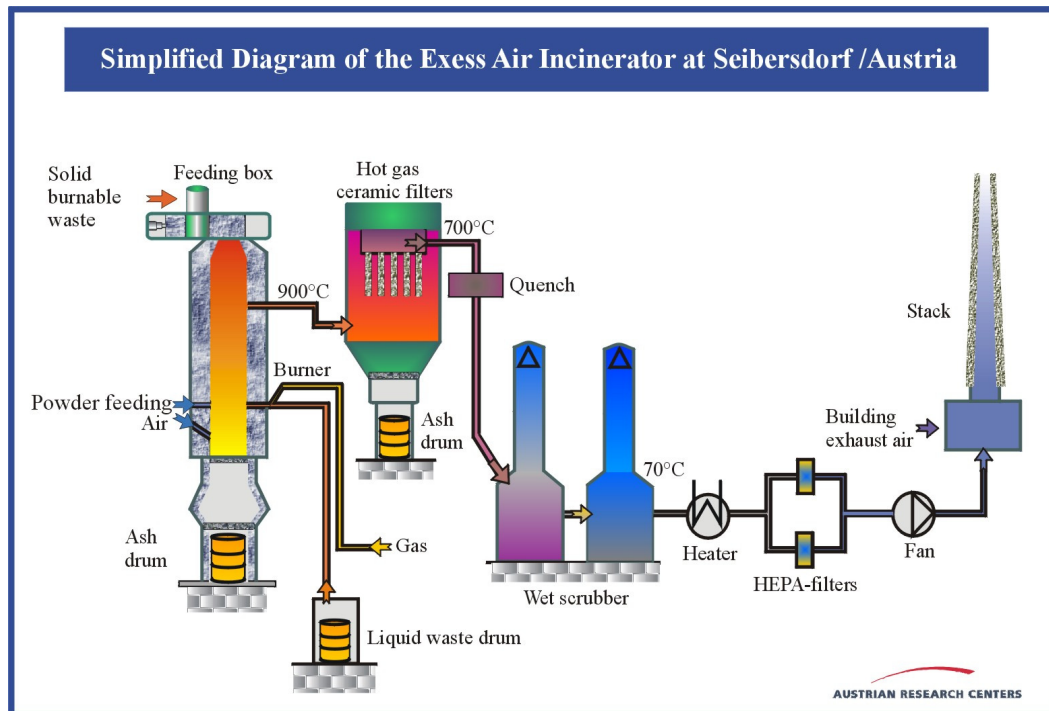 Simplified Diagram of the Exess Air Incinerator at Seibersdorf /Austria
Solid
burnable
waste
Feeding box
Hot gas
ceramic filters
700°C
900°C
Quench
Burner
Powder feeding
Air
Ash
drum
Ash
drum
Gas
Liquid waste drum
Wet scrubber
70°C
Heater
HEPA-filters
Fan
Building
exhaust air
Stack
AUSTRIAN RESEARCH CENTERS